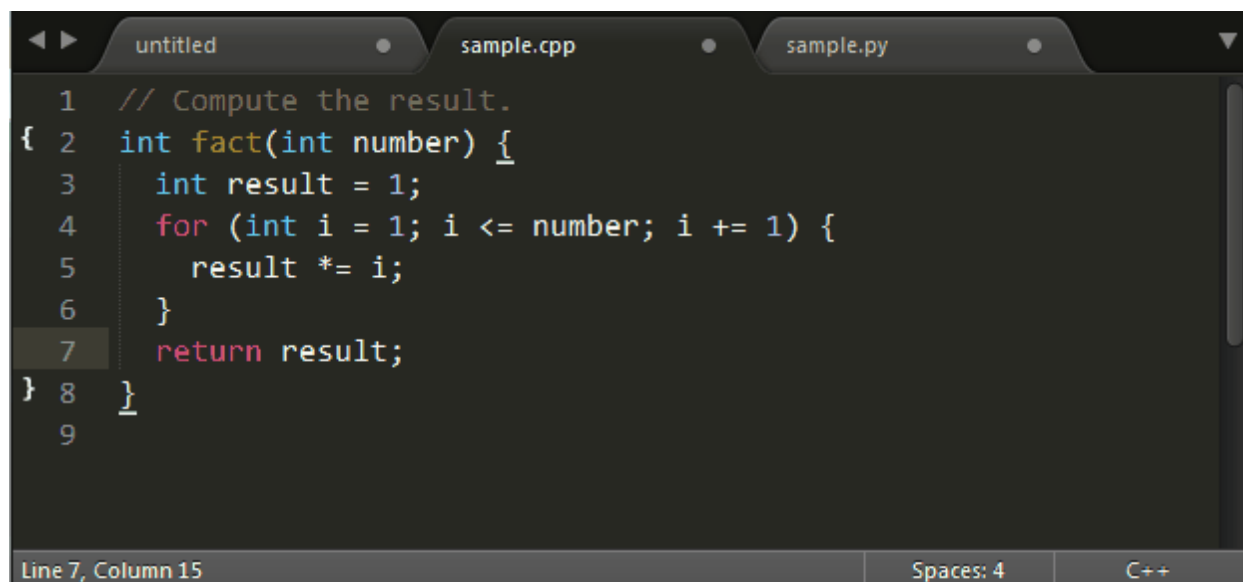 untitled sample.cpp sample.py
1 // Compute the result.
{ 2 int fact(int number) {
3   int result = 1;
4   for (int i = 1; i <= number; i += 1) {
5     result *= i;
6   }
7   return result;
} 8 }
9
Line 7, Column 15 Spaces: 4 C++